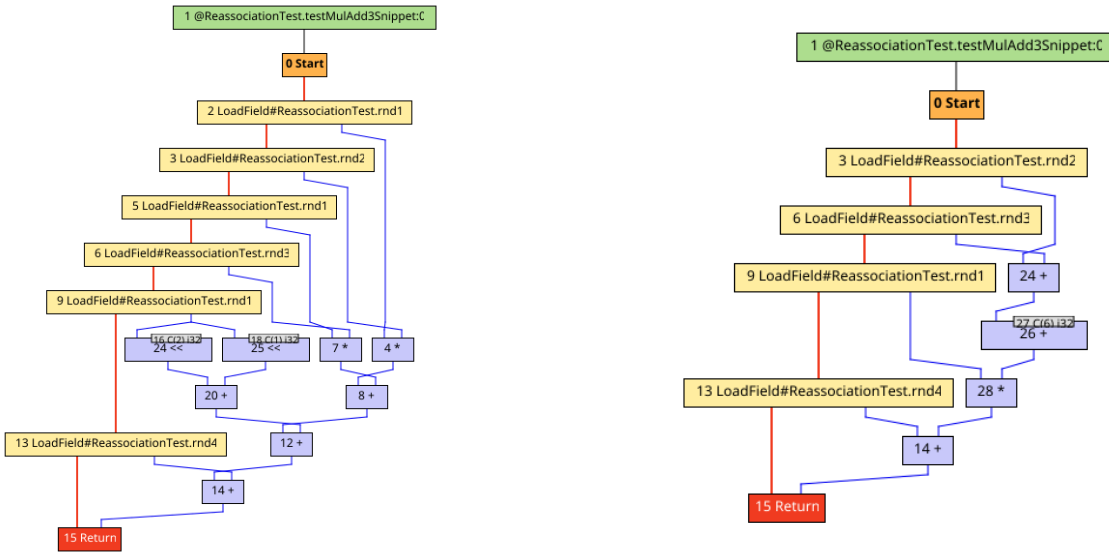 1 @ReassociationTest.testMulAdd3Snippet:0
0 Start
2 LoadField#ReassociationTest.rnd1
3 LoadField#ReassociationTest.rnd2
5 LoadField#ReassociationTest.rnd1
6 LoadField#ReassociationTest.rnd3
9 LoadField#ReassociationTest.rnd1
16 C(2) i32
18 C(1) i32
24 <<
25 <<
7 *
4 *
20 +
8 +
12 +
13 LoadField#ReassociationTest.rnd4
14 +
15 Return
1 @ReassociationTest.testMulAdd3Snippet:0
0 Start
3 LoadField#ReassociationTest.rnd2
6 LoadField#ReassociationTest.rnd3
9 LoadField#ReassociationTest.rnd1
24 +
27 C(6) i32
26 +
13 LoadField#ReassociationTest.rnd4
28 *
14 +
15 Return